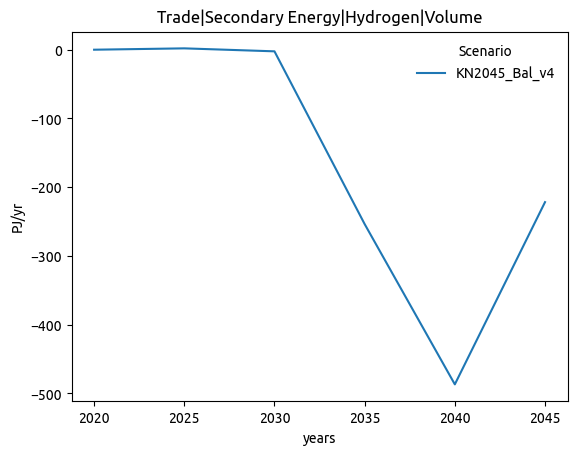 Trade|Secondary Energy|Hydrogen|Volume
Scenario
KN2045_Bal_v4
0
−100
−200
−300
−400
−500
PJ/yr
2020 2025 2030 2035 2040 2045
years